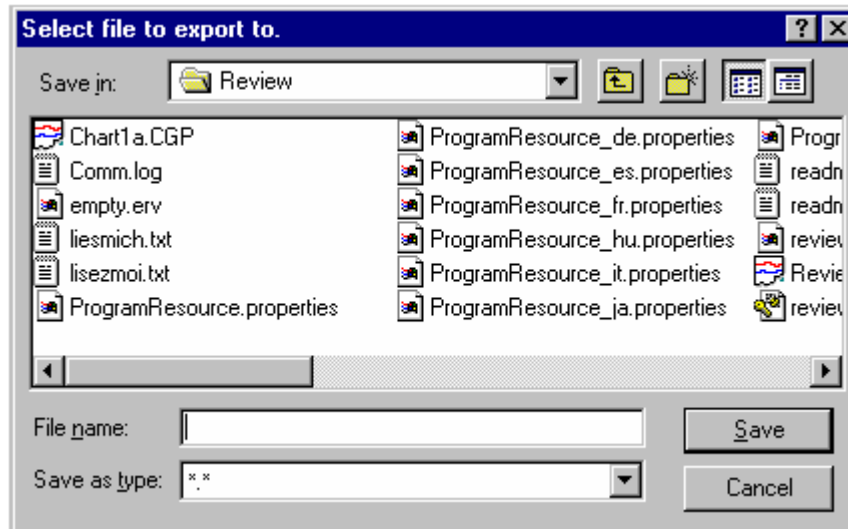 Select file to export to.
Save in: Review
Chart1a.CGP
Comm.log
empty.erv
liesmich.txt
lisezmoi.txt
ProgramResource.properties
ProgramResource_de.properties
ProgramResource_es.properties
ProgramResource_fr.properties
ProgramResource_hu.properties
ProgramResource_it.properties
ProgramResource_ja.properties
File name:
Save
Save as type: *.*
Cancel